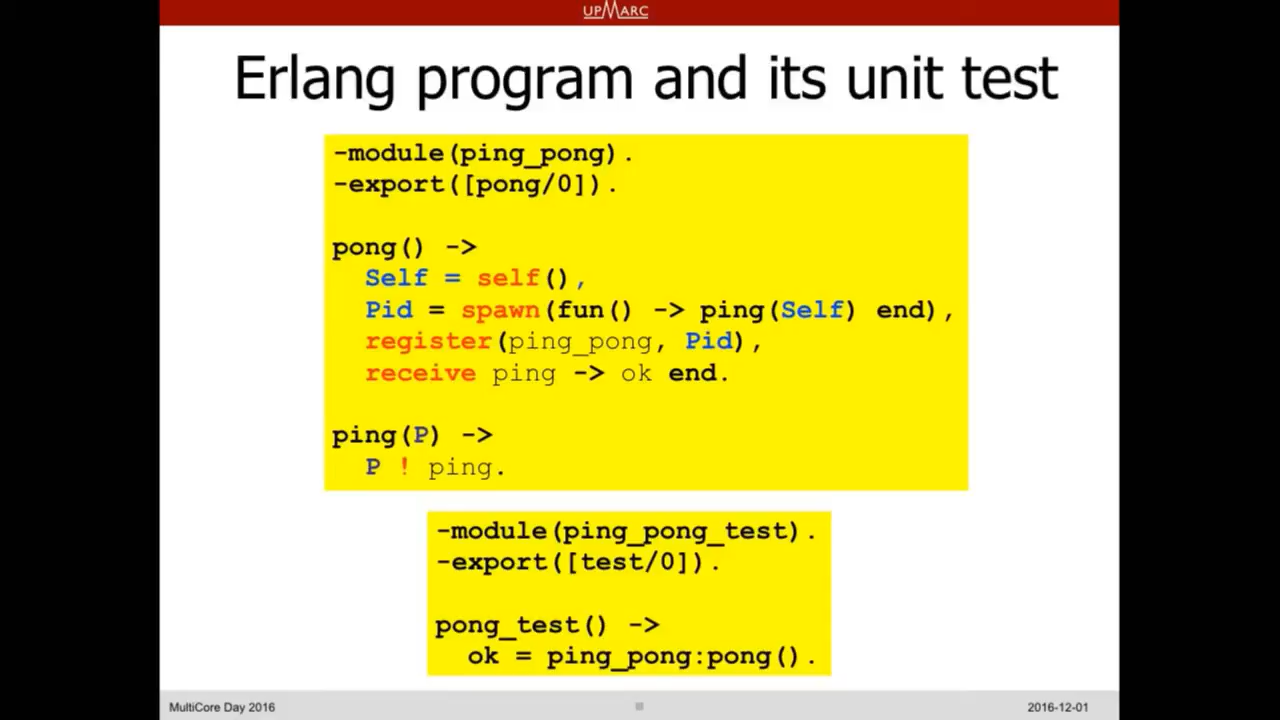 UPMARC
Erlang program and its unit test
-module(ping_pong).
-export([pong/0]).
pong() ->
  Self = self(),
  Pid = spawn(fun() -> ping(Self) end),
  register(ping_pong, Pid),
  receive ping -> ok end.
ping(P) ->
  P ! ping.
-module(ping_pong_test).
-export([test/0]).
pong_test() ->
  ok = ping_pong:pong().
MultiCore Day 2016
2016-12-01